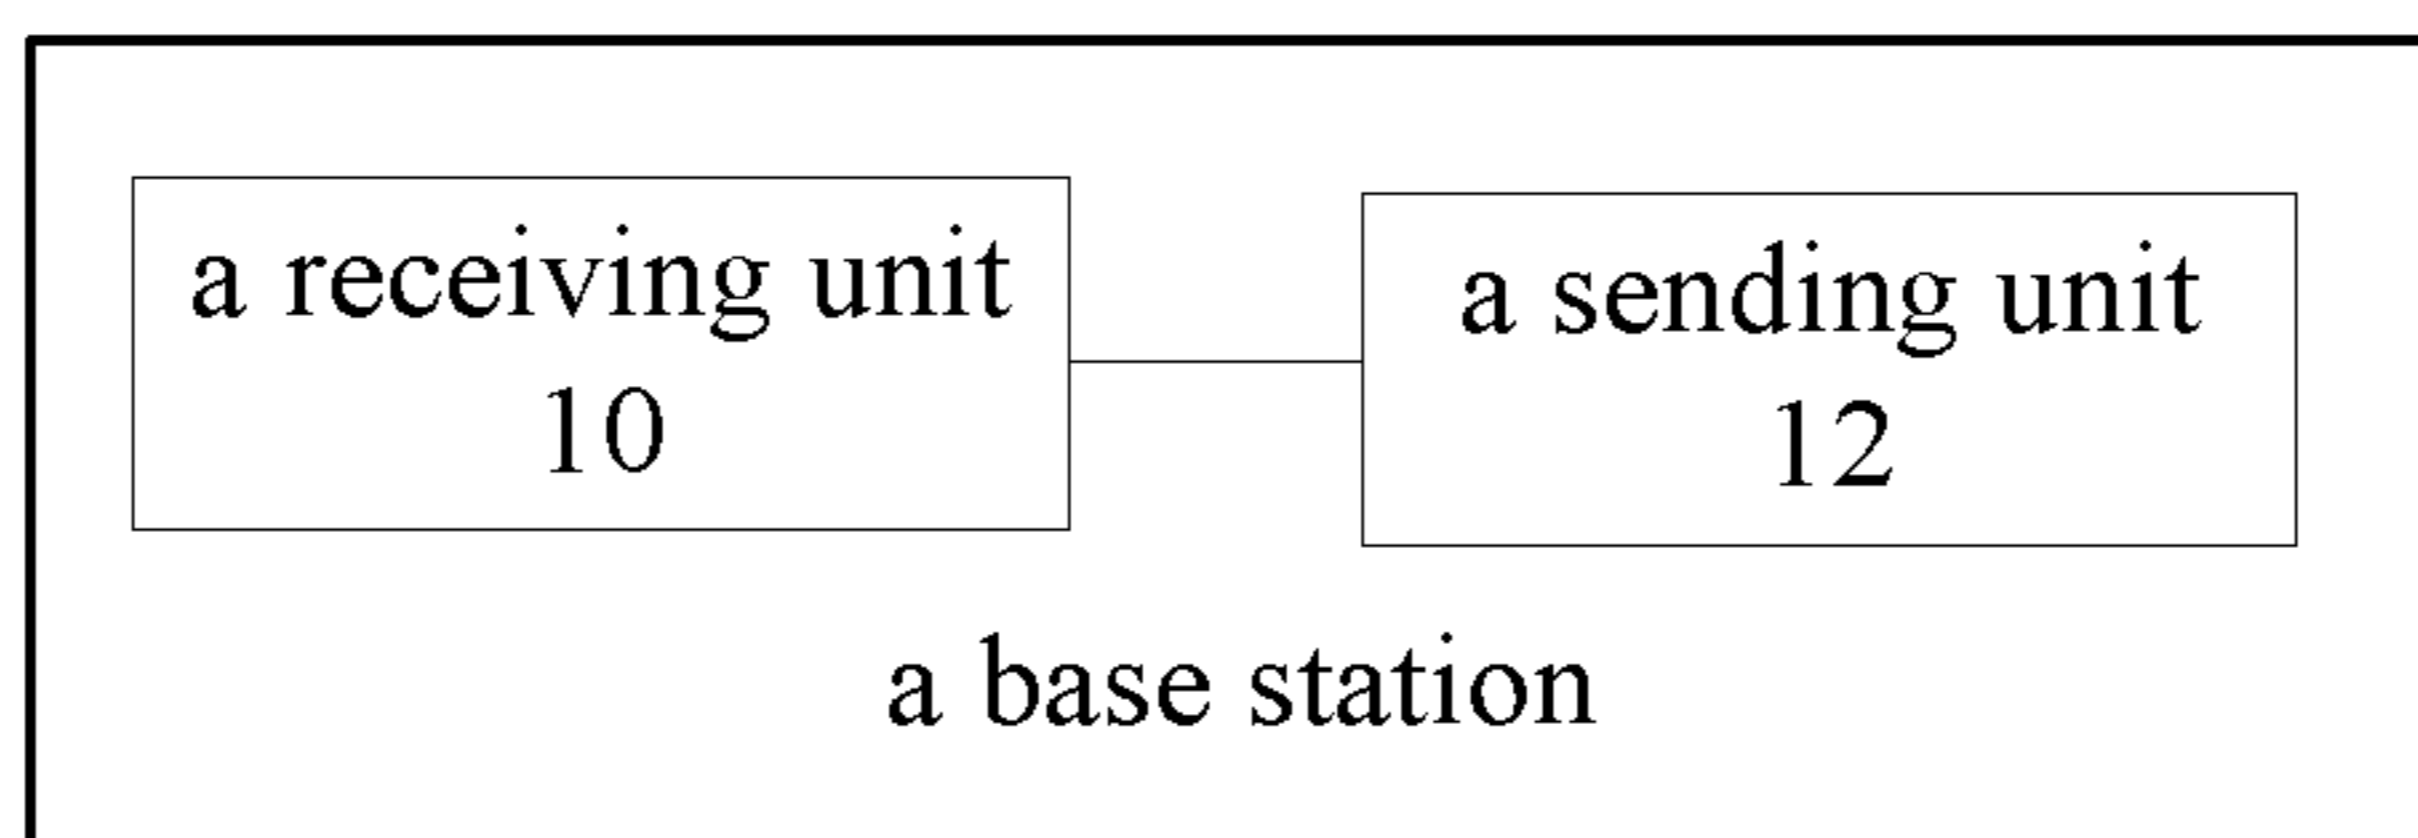 a receiving unit
10
a sending unit
12
a base station